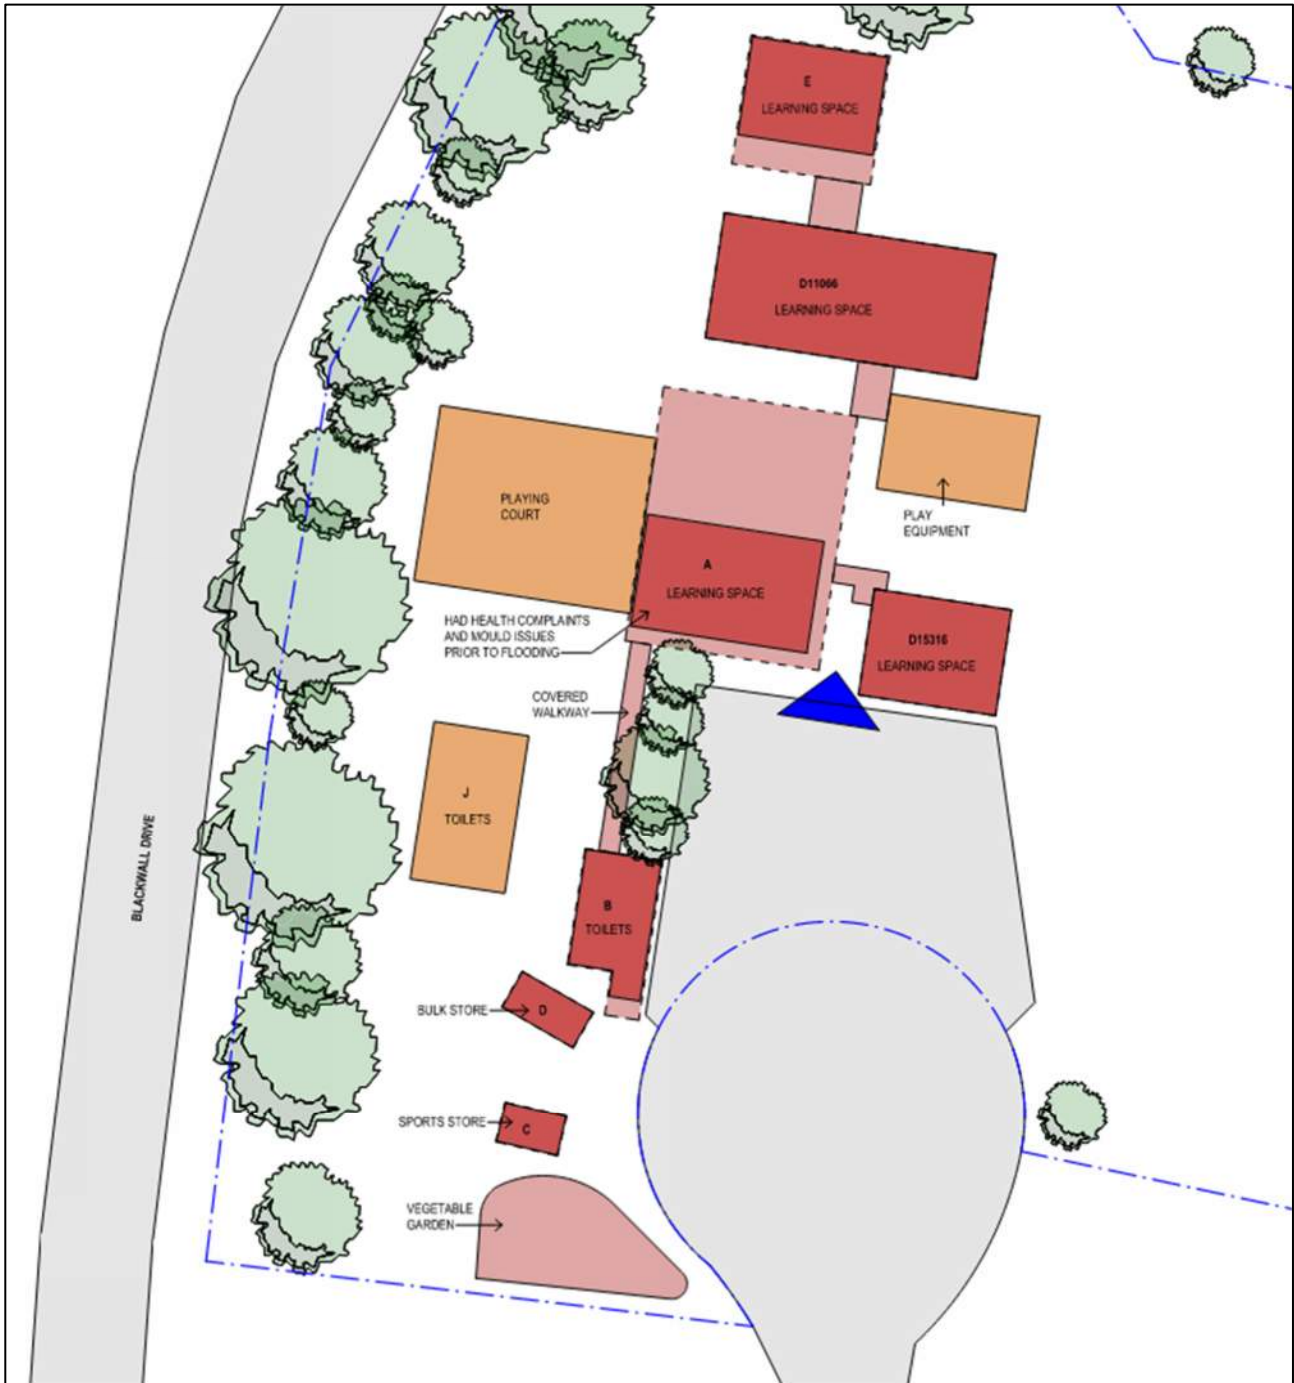 E
LEARNING SPACE
D11066
LEARNING SPACE
PLAYING
COURT
PLAY
EQUIPMENT
A
LEARNING SPACE
HAD HEALTH COMPLAINTS
AND MOULD ISSUES
PRIOR TO FLOODING
D15316
LEARNING SPACE
COVERED
WALKWAY
J
TOILETS
BLACKWALL DRIVE
B
TOILETS
BULK STORE
D
SPORTS STORE
C
VEGETABLE
GARDEN